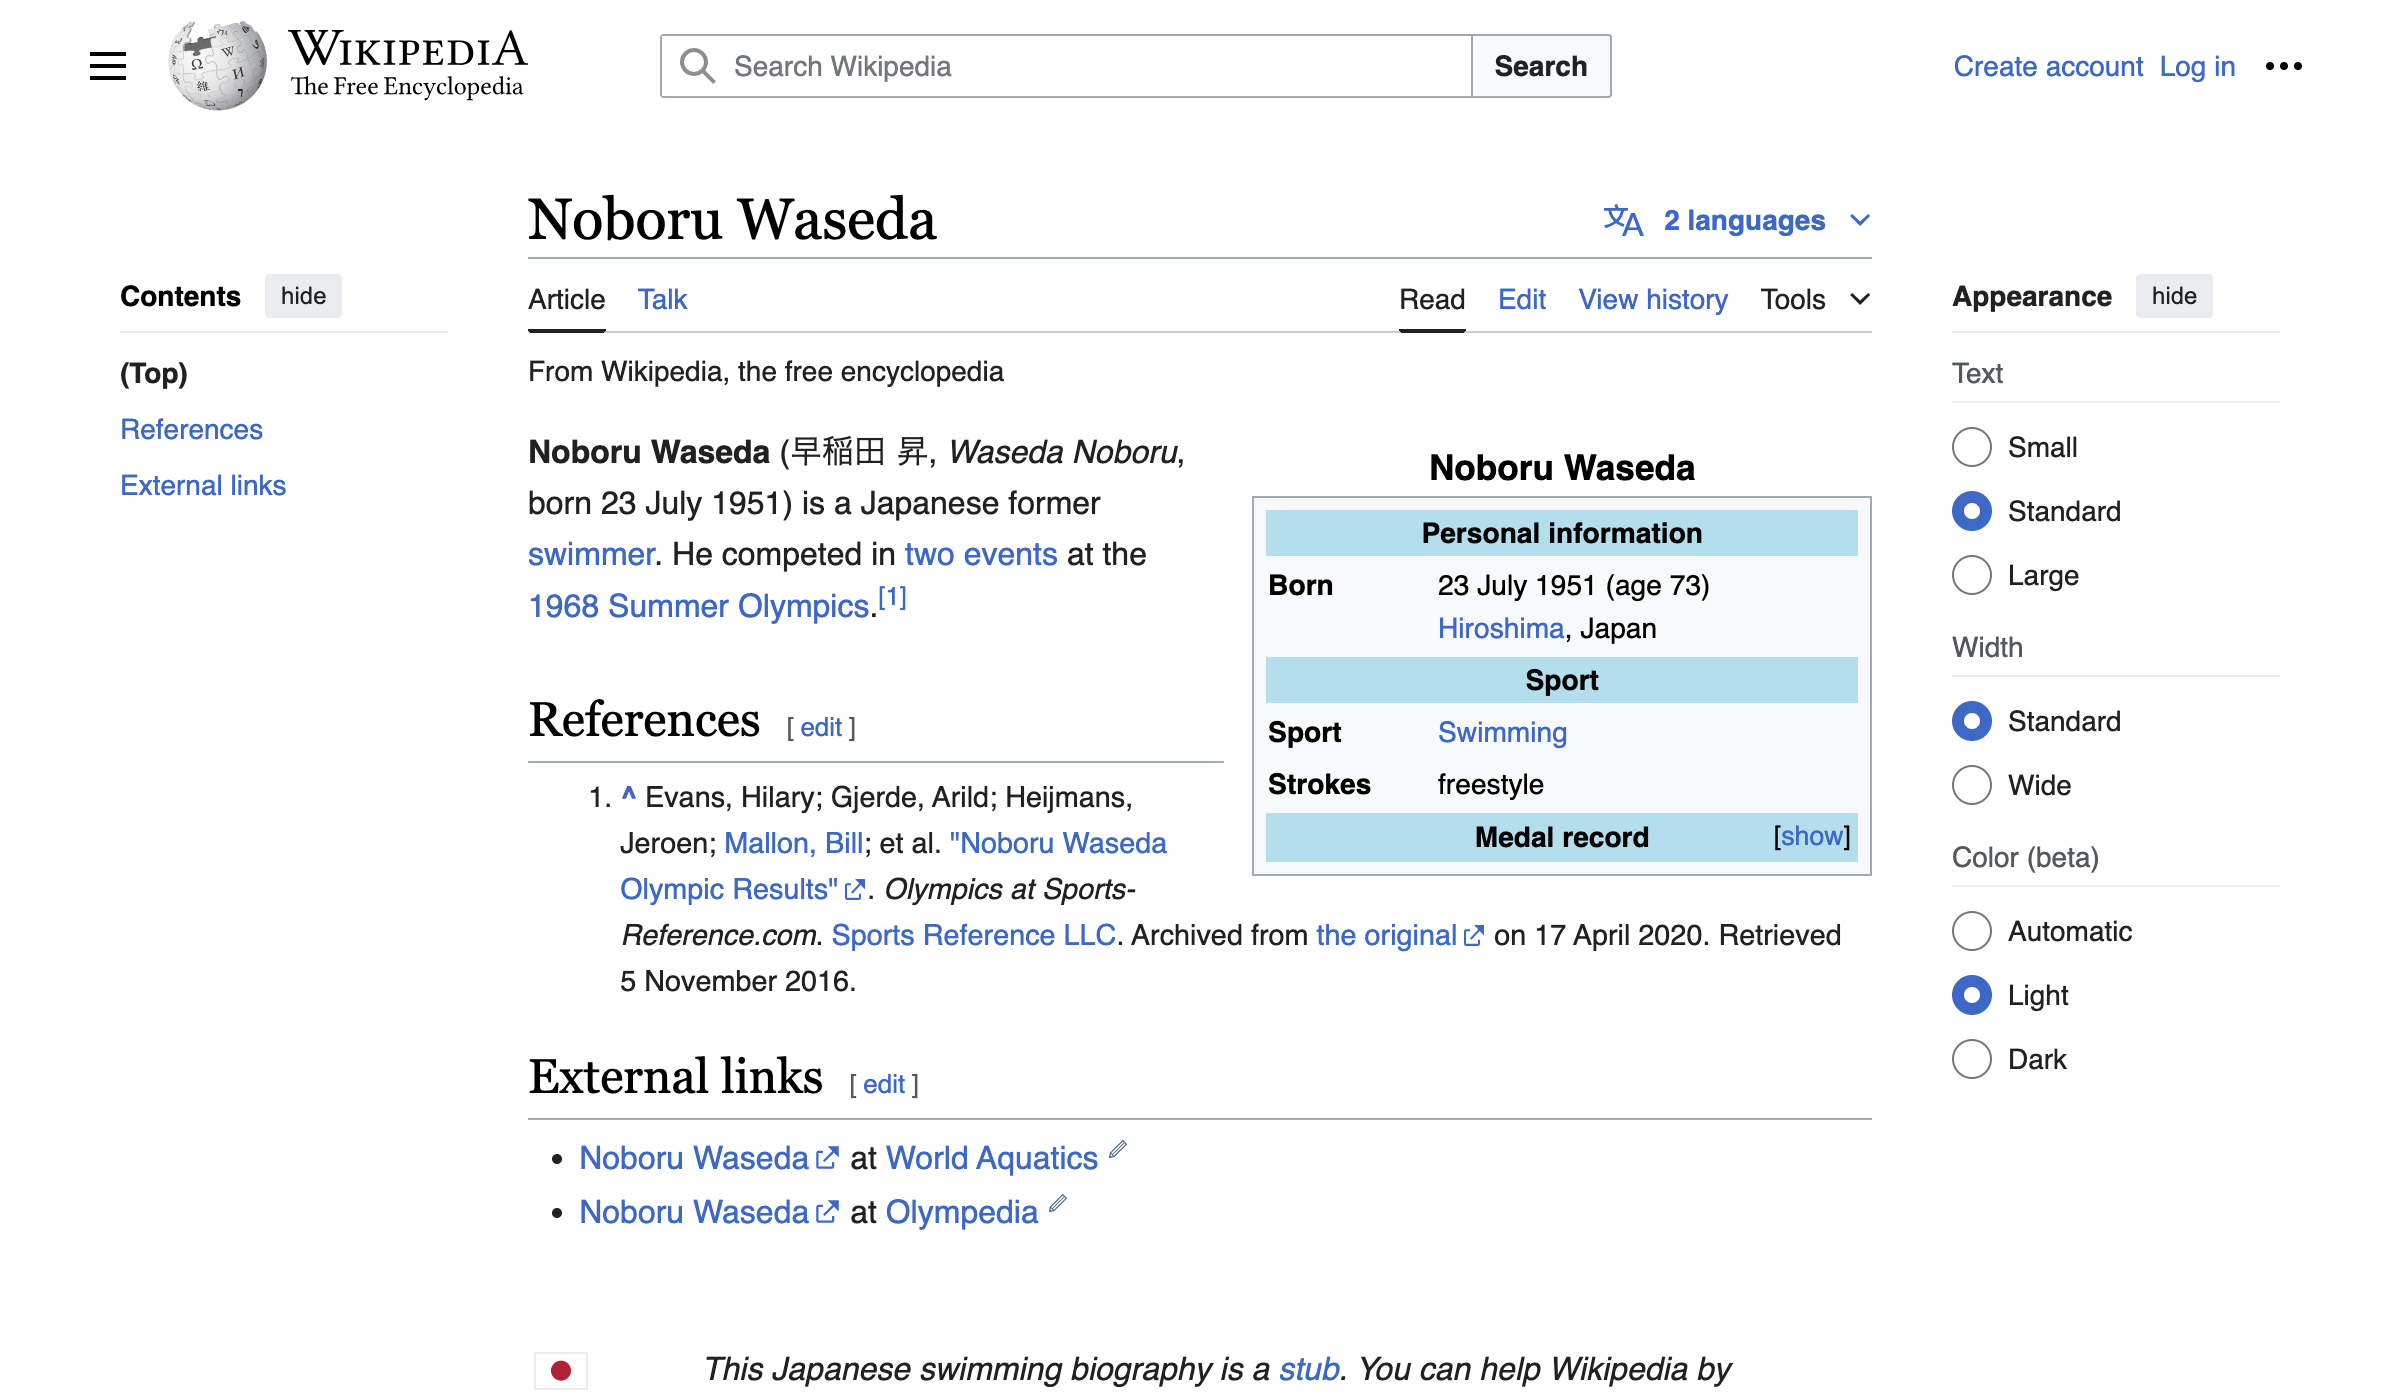 WIKIPEDIA
The Free Encyclopedia
Search Wikipedia
Search
Create account
Log in
Noboru Waseda
2 languages
Contents
hide
(Top)
References
External links
Article
Talk
Read
Edit
View history
Tools
From Wikipedia, the free encyclopedia
Noboru Waseda (早稲田 昇, Waseda Noboru,
born 23 July 1951) is a Japanese former
swimmer. He competed in two events at the
1968 Summer Olympics.[1]
Noboru Waseda
Personal information
Born 23 July 1951 (age 73)
Hiroshima, Japan
Sport
Sport Swimming
Strokes freestyle
Medal record [show]
References [ edit ]
1. ^ Evans, Hilary; Gjerde, Arild; Heijmans,
Jeroen; Mallon, Bill; et al. "Noboru Waseda
Olympic Results". Olympics at Sports-
Reference.com. Sports Reference LLC. Archived from the original on 17 April 2020. Retrieved
5 November 2016.
External links [ edit ]
• Noboru Waseda at World Aquatics
• Noboru Waseda at Olympedia
This Japanese swimming biography is a stub. You can help Wikipedia by
Appearance
hide
Text
Small
Standard
Large
Width
Standard
Wide
Color (beta)
Automatic
Light
Dark